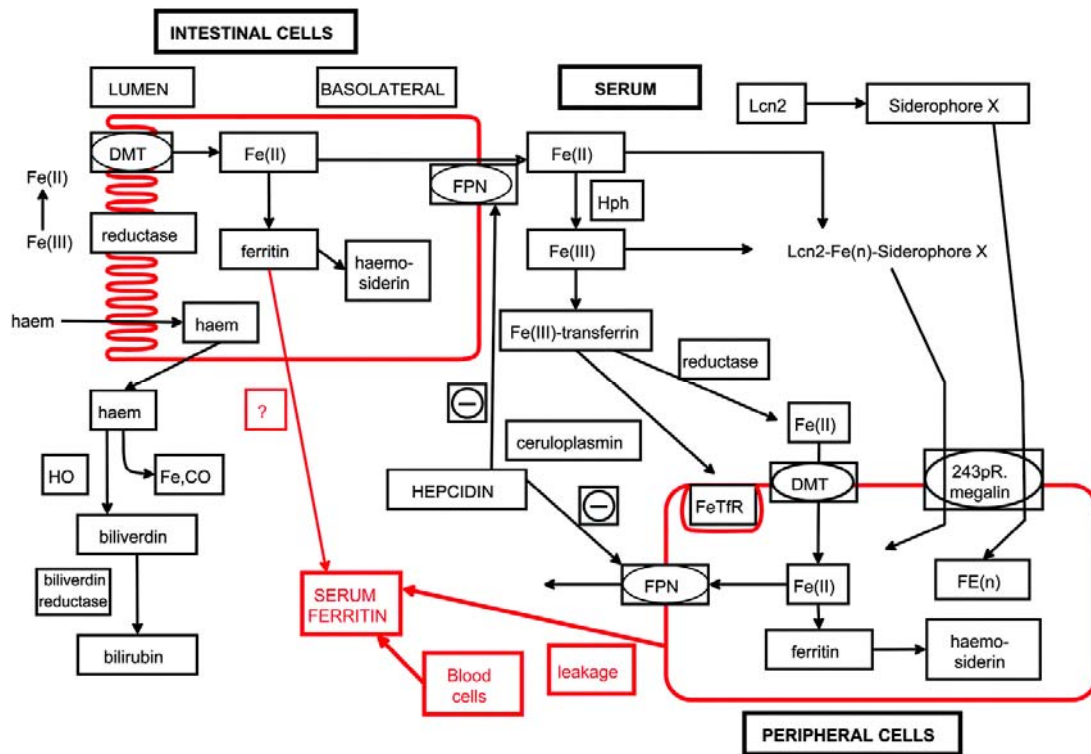 INTESTINAL CELLS
LUMEN
BASOLATERAL
SERUM
Lcn2
Siderophore X
DMT
Fe(II)
Fe(II)
FPN
Fe(II)
Fe(III)
reductase
Hph
ferritin
haemo-
siderin
Fe(III)
Lcn2-Fe(n)-Siderophore X
haem
haem
Fe(III)-transferrin
reductase
haem
?
ceruloplasmin
Fe(II)
HO
Fe,CO
HEPCIDIN
FeTfR
DMT
243pR.
megalin
biliverdin
biliverdin
reductase
SERUM
FERRITIN
FPN
Fe(II)
FE(n)
bilirubin
Blood
cells
leakage
ferritin
haemo-
siderin
PERIPHERAL CELLS